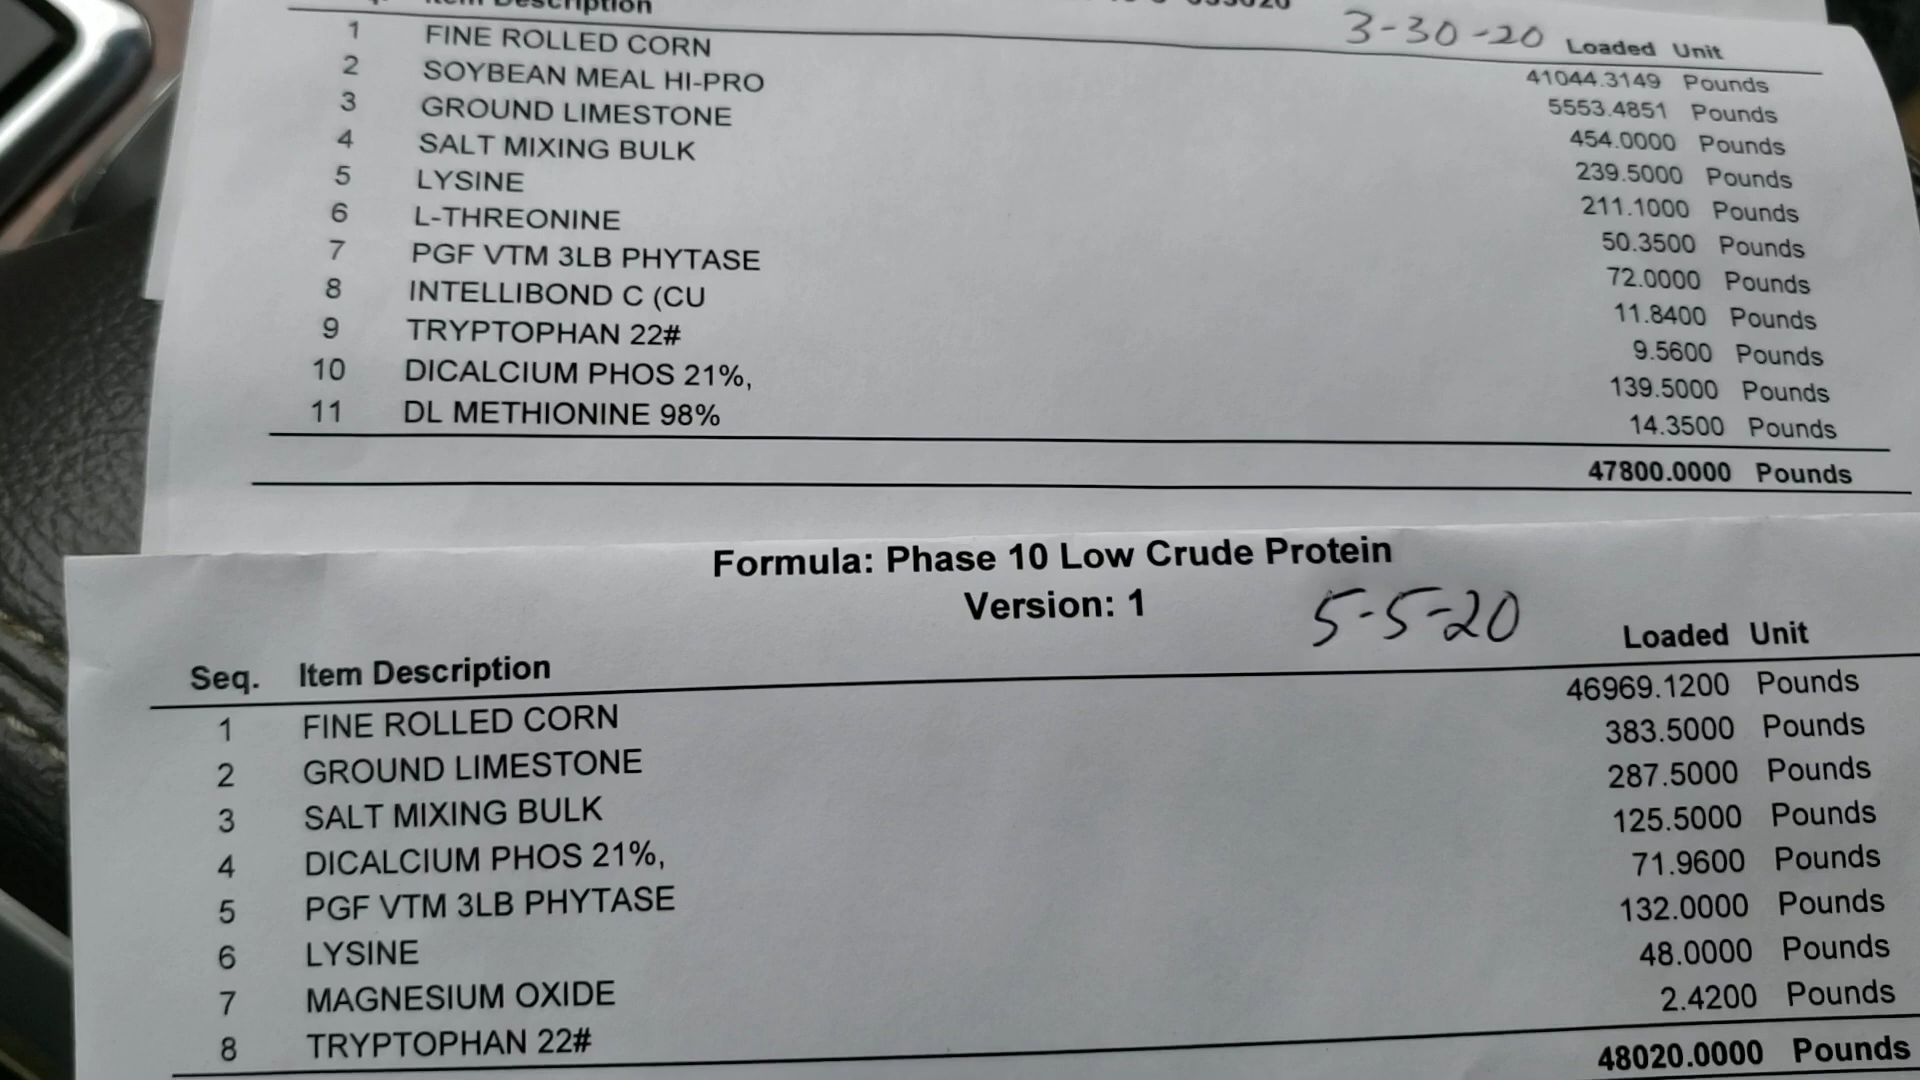 Item Description
3-30-20 Loaded Unit
1 FINE ROLLED CORN 41044.3149 Pounds
2 SOYBEAN MEAL HI-PRO 5553.4851 Pounds
3 GROUND LIMESTONE 454.0000 Pounds
4 SALT MIXING BULK 239.5000 Pounds
5 LYSINE 211.1000 Pounds
6 L-THREONINE 50.3500 Pounds
7 PGF VTM 3LB PHYTASE 72.0000 Pounds
8 INTELLIBOND C (CU 11.8400 Pounds
9 TRYPTOPHAN 22# 9.5600 Pounds
10 DICALCIUM PHOS 21%, 139.5000 Pounds
11 DL METHIONINE 98% 14.3500 Pounds
47800.0000 Pounds
Formula: Phase 10 Low Crude Protein
Version: 1 5-5-20
Seq. Item Description Loaded Unit
1 FINE ROLLED CORN 46969.1200 Pounds
2 GROUND LIMESTONE 383.5000 Pounds
3 SALT MIXING BULK 287.5000 Pounds
4 DICALCIUM PHOS 21%, 125.5000 Pounds
5 PGF VTM 3LB PHYTASE 71.9600 Pounds
6 LYSINE 132.0000 Pounds
7 MAGNESIUM OXIDE 48.0000 Pounds
8 TRYPTOPHAN 22# 2.4200 Pounds
48020.0000 Pounds